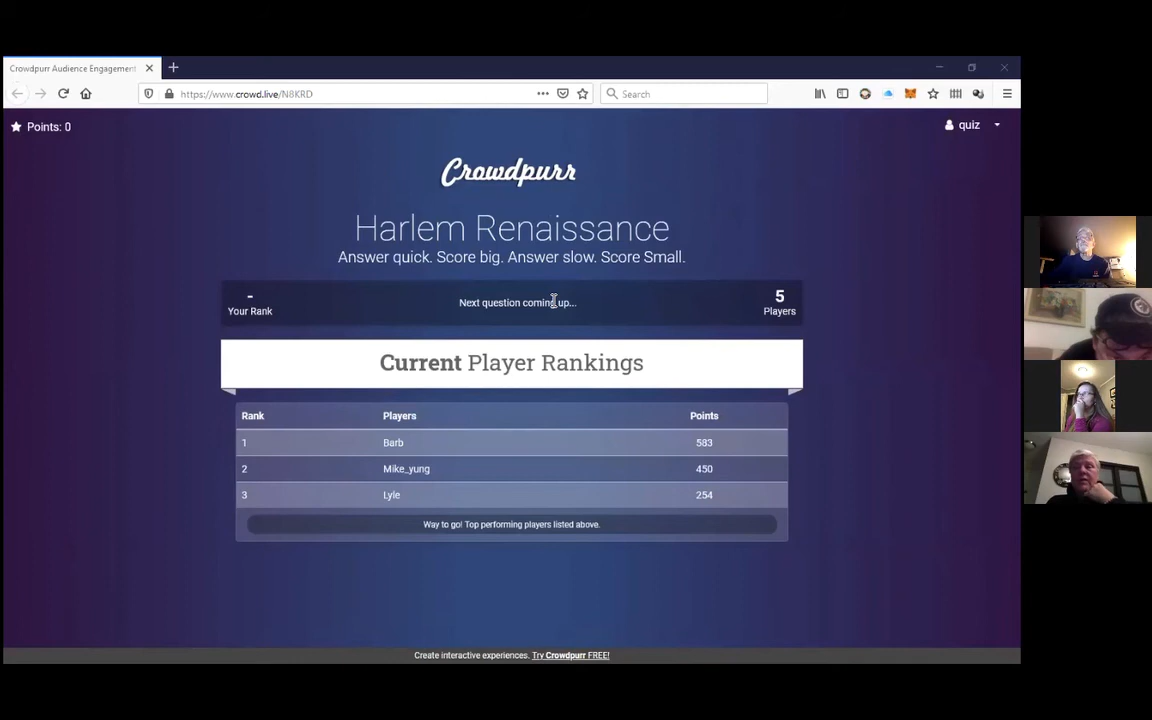 Crowdpurr Audience Engagement
https://www.crowd.live/N8KRD
Search
Points: 0
quiz
Crowdpurr
Harlem Renaissance
Answer quick. Score big. Answer slow. Score Small.
-
Your Rank
Next question coming up...
5
Players
Current Player Rankings
Rank Players Points
1 Barb 583
2 Mike_yung 450
3 Lyle 254
Way to go! Top performing players listed above.
Create interactive experiences. Try Crowdpurr FREE!